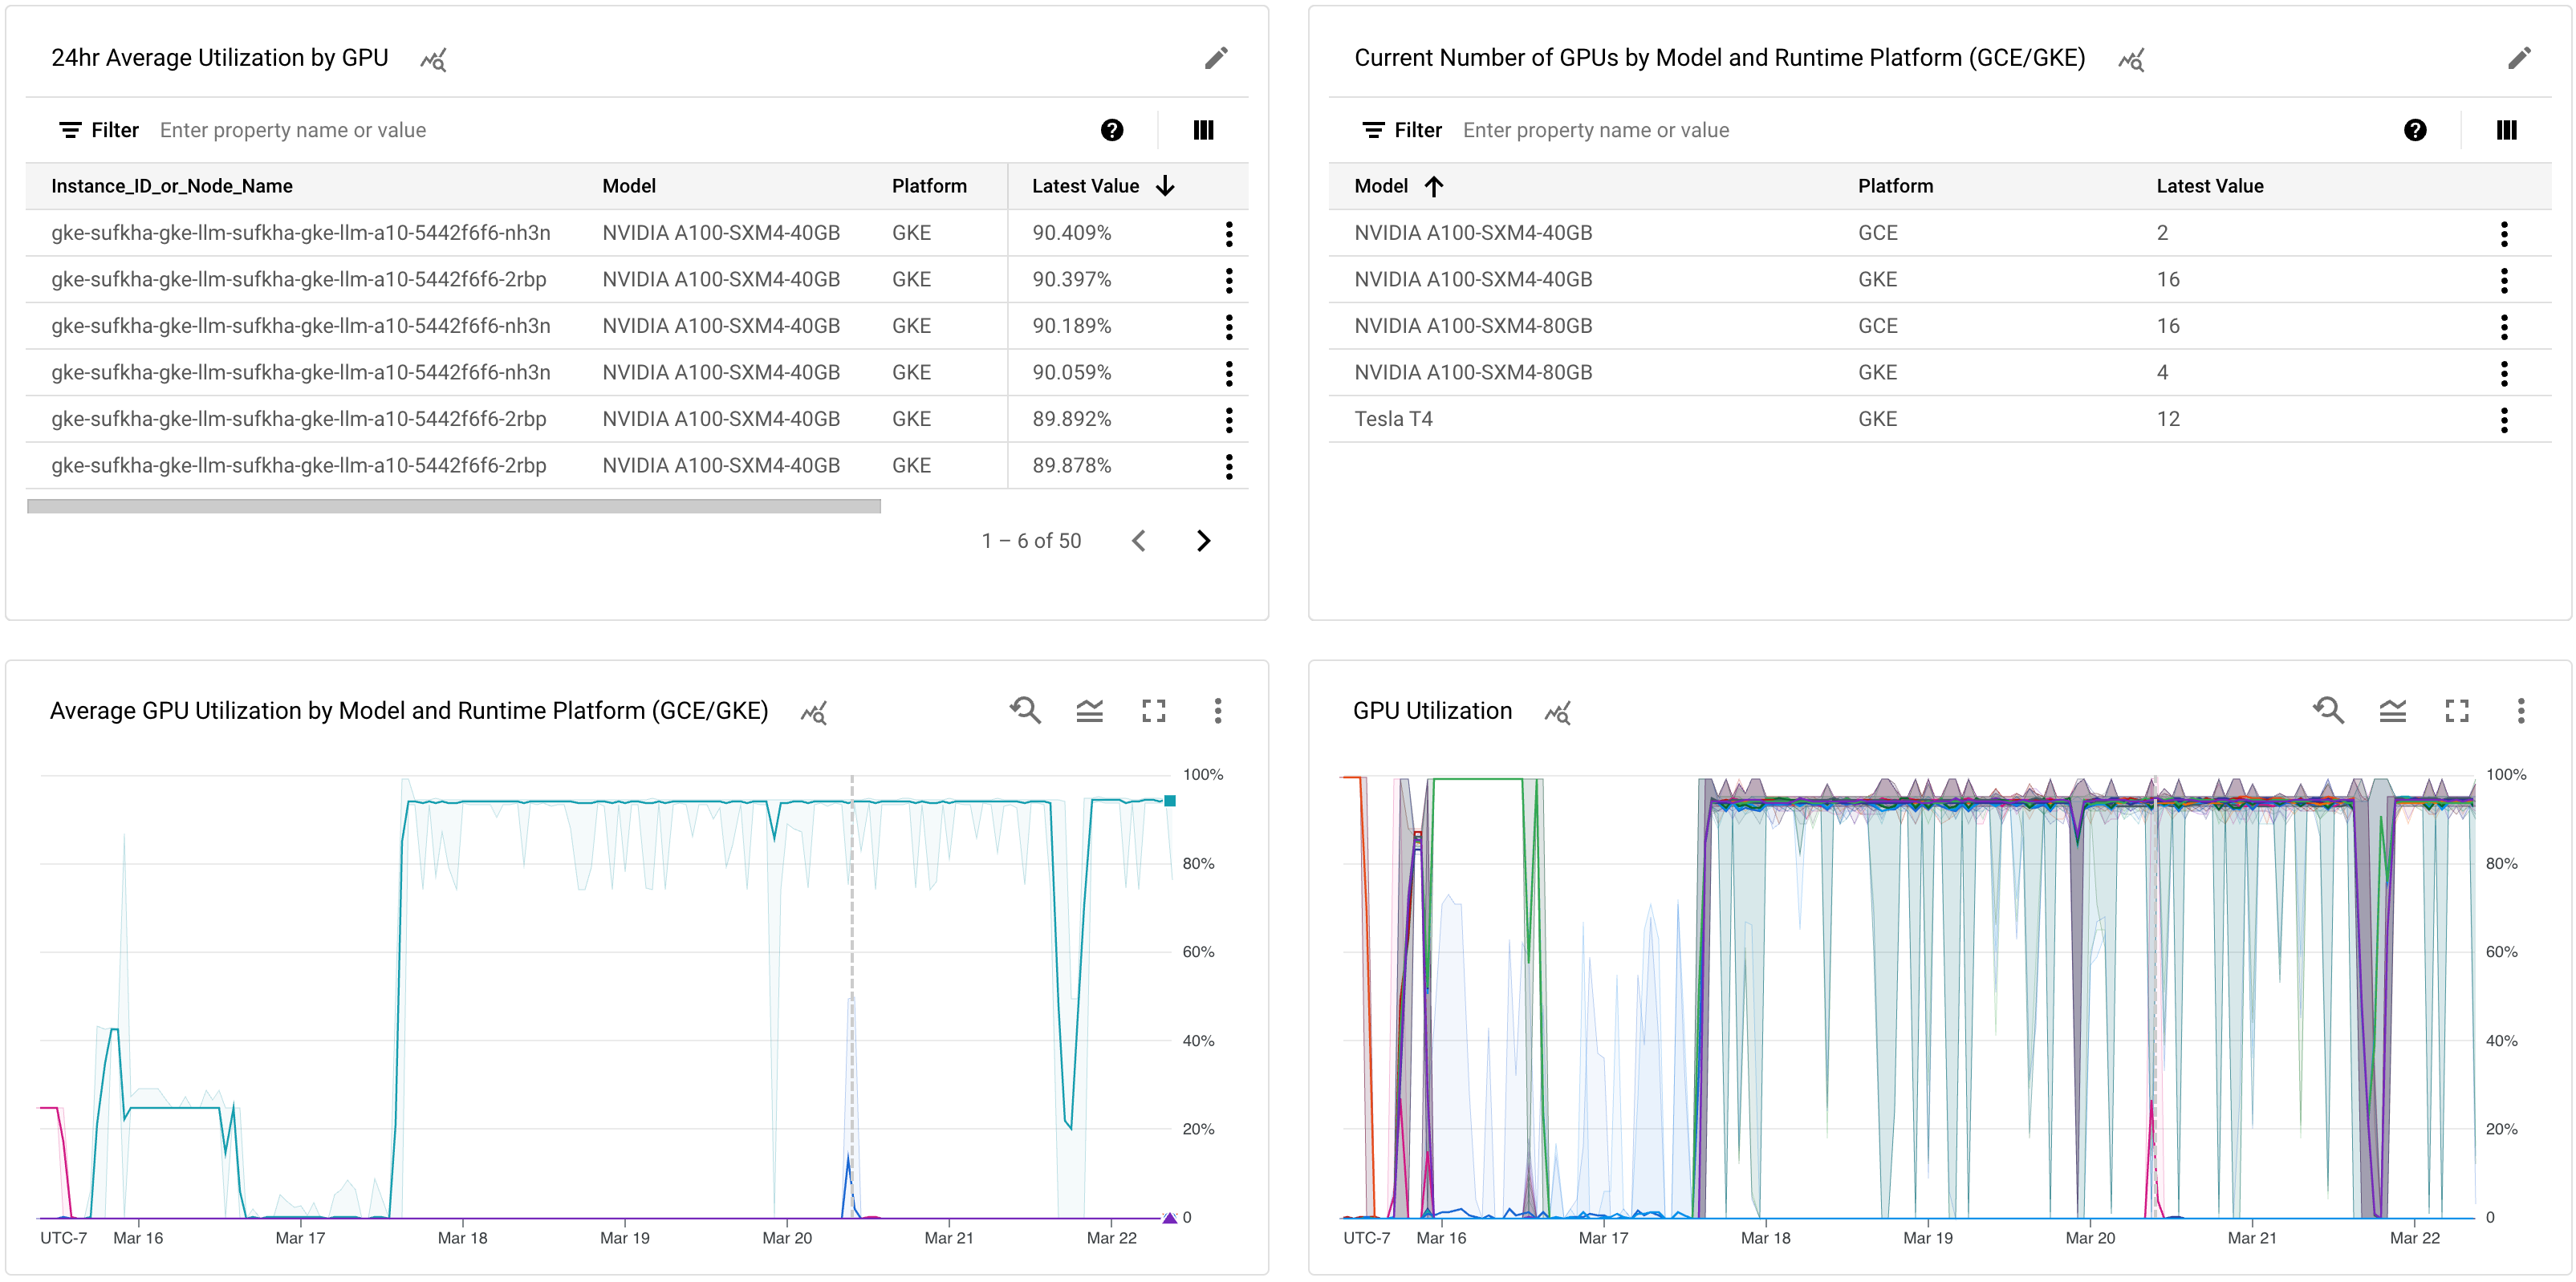 24hr Average Utilization by GPU
Filter Enter property name or value
Instance_ID_or_Node_Name Model Platform Latest Value
gke-sufkha-gke-llm-sufkha-gke-llm-a10-5442f6f6-nh3n NVIDIA A100-SXM4-40GB GKE 90.409%
gke-sufkha-gke-llm-sufkha-gke-llm-a10-5442f6f6-2rbp NVIDIA A100-SXM4-40GB GKE 90.397%
gke-sufkha-gke-llm-sufkha-gke-llm-a10-5442f6f6-nh3n NVIDIA A100-SXM4-40GB GKE 90.189%
gke-sufkha-gke-llm-sufkha-gke-llm-a10-5442f6f6-nh3n NVIDIA A100-SXM4-40GB GKE 90.059%
gke-sufkha-gke-llm-sufkha-gke-llm-a10-5442f6f6-2rbp NVIDIA A100-SXM4-40GB GKE 89.892%
gke-sufkha-gke-llm-sufkha-gke-llm-a10-5442f6f6-2rbp NVIDIA A100-SXM4-40GB GKE 89.878%
1 – 6 of 50
Current Number of GPUs by Model and Runtime Platform (GCE/GKE)
Filter Enter property name or value
Model Platform Latest Value
NVIDIA A100-SXM4-40GB GCE 2
NVIDIA A100-SXM4-40GB GKE 16
NVIDIA A100-SXM4-80GB GCE 16
NVIDIA A100-SXM4-80GB GKE 4
Tesla T4 GKE 12
Average GPU Utilization by Model and Runtime Platform (GCE/GKE)
100%
80%
60%
40%
20%
0
UTC-7 Mar 16 Mar 17 Mar 18 Mar 19 Mar 20 Mar 21 Mar 22
GPU Utilization
100%
80%
60%
40%
20%
0
UTC-7 Mar 16 Mar 17 Mar 18 Mar 19 Mar 20 Mar 21 Mar 22